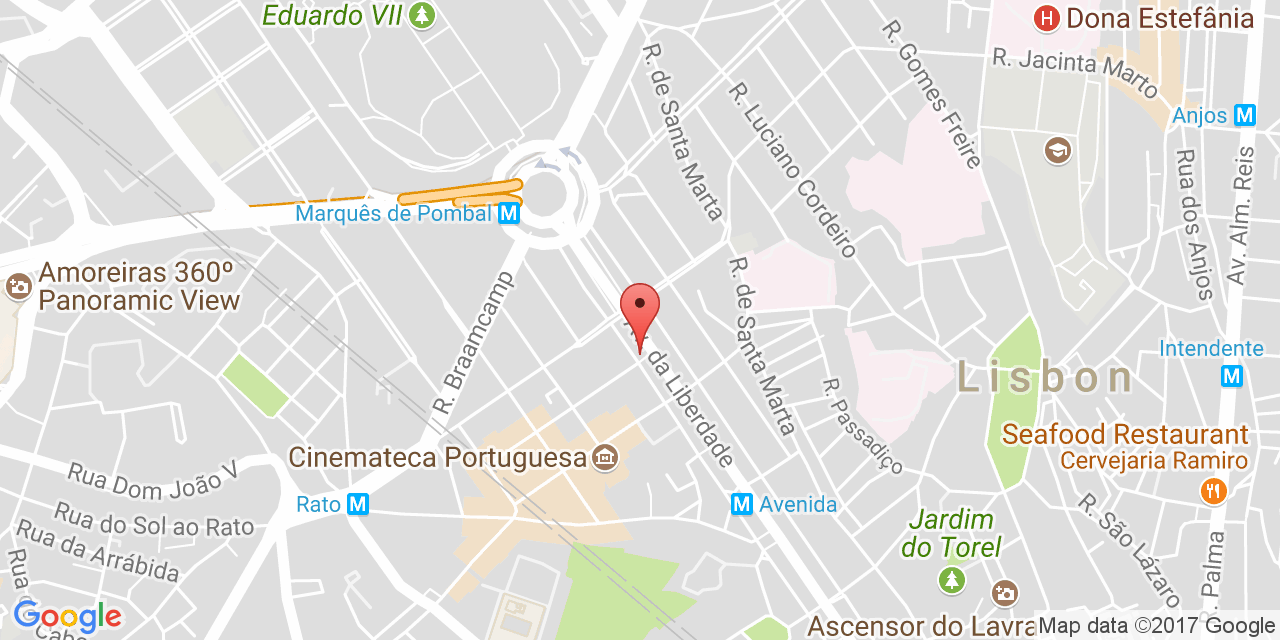 Eduardo VII
Dona Estefânia
R. de Santa Marta
R. Gomes Freire
R. Jacinta Marto
R. Luciano Cordeiro
Anjos M
Rua dos Anjos
Av. Alm. Reis
Marquês de Pombal M
Amoreiras 360º
Panoramic View
R. Braamcamp
R. de Santa Marta
da Liberdade
Intendente
M
Lisbon
R. Passadiço
Seafood Restaurant
Cervejaria Ramiro
Cinemateca Portuguesa
Rua Dom João V
Rato M
M Avenida
Rua do Sol ao Rato
Rua da Arrábida
Jardim
do Torel
R. São Lázaro
R. Palma
Rua
Cabo
Google
Ascensor do Lavra
Map data ©2017 Google